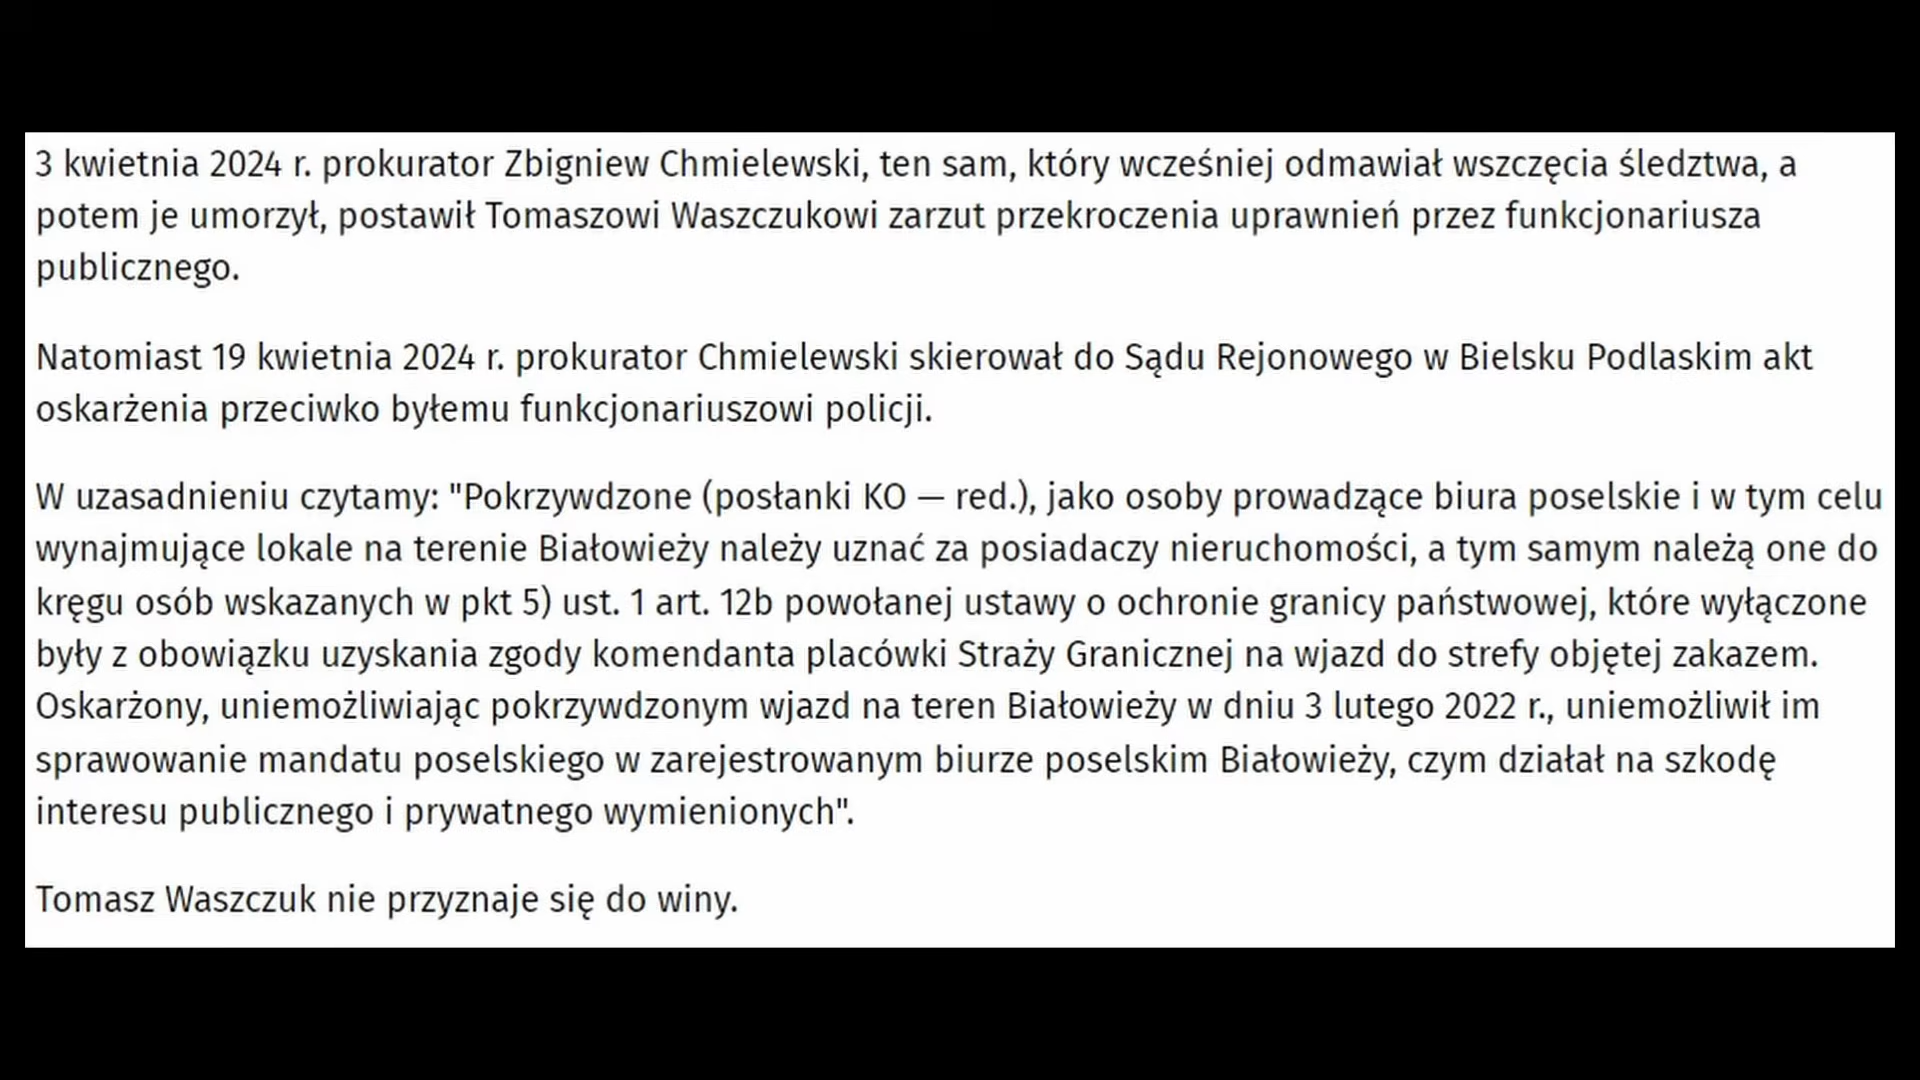 3 kwietnia 2024 r. prokurator Zbigniew Chmielewski, ten sam, który wcześniej odmawiał wszczęcia śledztwa, a
potem je umorzył, postawił Tomaszowi Waszczukowi zarzut przekroczenia uprawnień przez funkcjonariusza
publicznego.
Natomiast 19 kwietnia 2024 r. prokurator Chmielewski skierował do Sądu Rejonowego w Bielsku Podlaskim akt
oskarżenia przeciwko byłemu funkcjonariuszowi policji.
W uzasadnieniu czytamy: "Pokrzywdzone (posłanki KO — red.), jako osoby prowadzące biura poselskie i w tym celu
wynajmujące lokale na terenie Białowieży należy uznać za posiadaczy nieruchomości, a tym samym należą one do
kręgu osób wskazanych w pkt 5) ust. 1 art. 12b powołanej ustawy o ochronie granicy państwowej, które wyłączone
były z obowiązku uzyskania zgody komendanta placówki Straży Granicznej na wjazd do strefy objętej zakazem.
Oskarżony, uniemożliwiając pokrzywdzonym wjazd na teren Białowieży w dniu 3 lutego 2022 r., uniemożliwił im
sprawowanie mandatu poselskiego w zarejestrowanym biurze poselskim Białowieży, czym działał na szkodę
interesu publicznego i prywatnego wymienionych".
Tomasz Waszczuk nie przyznaje się do winy.